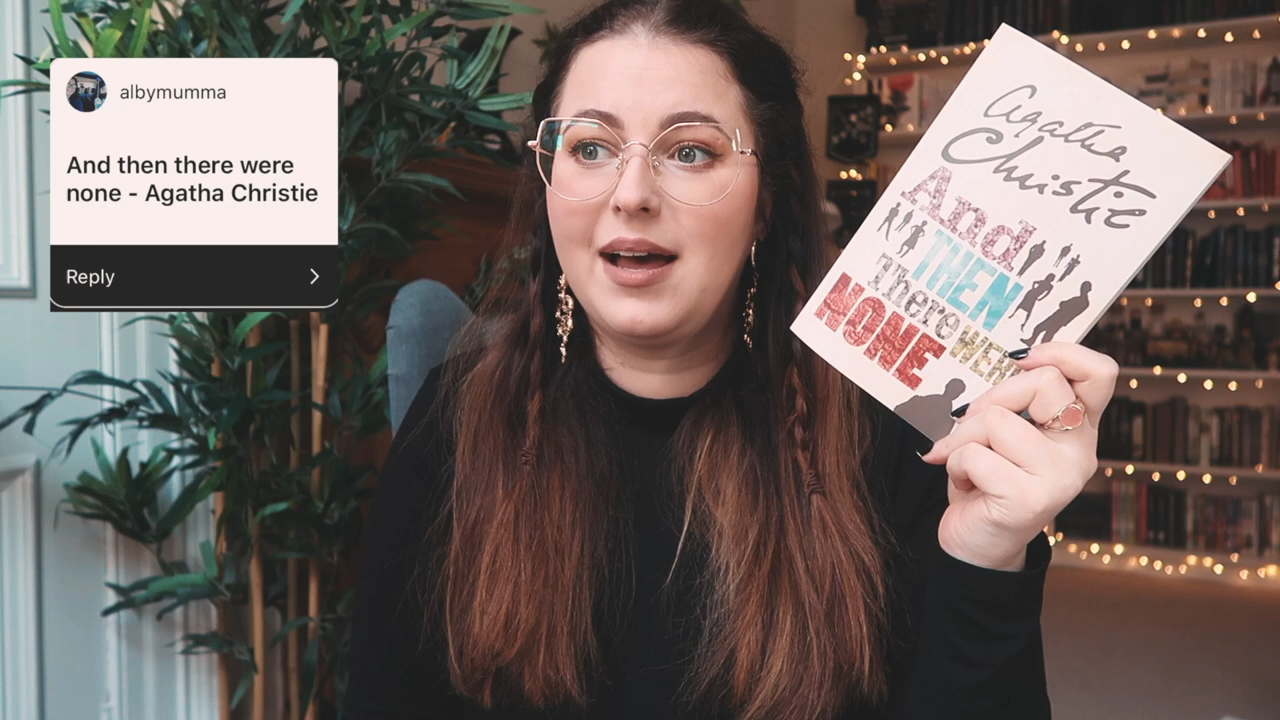 albymumma
And then there were
none - Agatha Christie
Reply
Agatha
Christie
And
THEN
There WERE
NONE